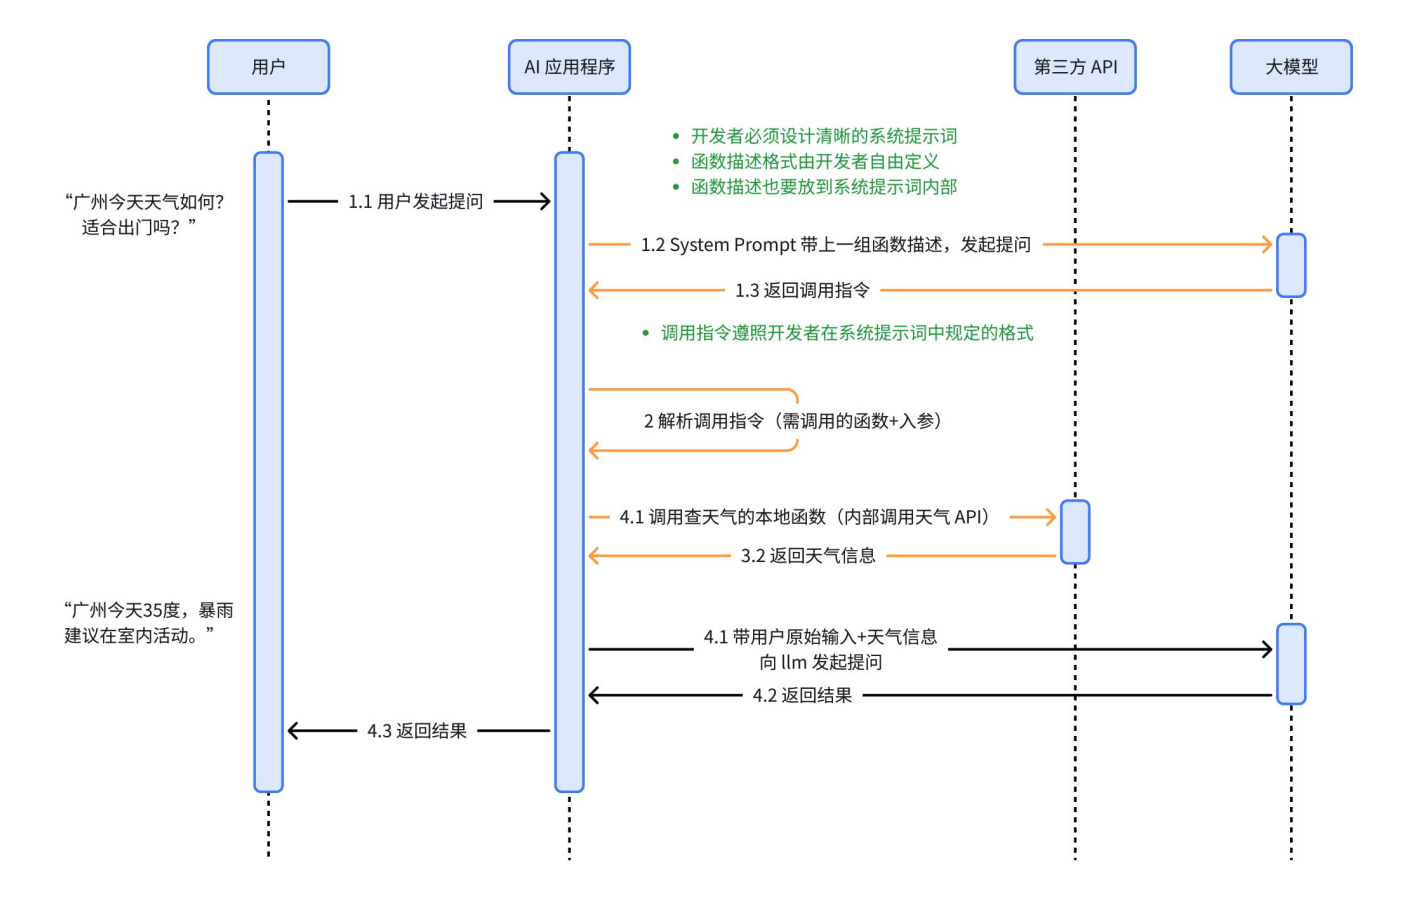 用户
AI 应用程序
第三方 API
大模型
开发者必须设计清晰的系统提示词
函数描述格式由开发者自由定义
函数描述也要放到系统提示词内部
“广州今天天气如何？
适合出门吗？”
1.1 用户发起提问
1.2 System Prompt 带上一组函数描述，发起提问
1.3 返回调用指令
调用指令遵照开发者在系统提示词中规定的格式
2 解析调用指令（需调用的函数+入参）
4.1 调用查天气的本地函数（内部调用天气 API）
3.2 返回天气信息
“广州今天35度，暴雨
建议在室内活动。”
4.1 带用户原始输入+天气信息
向 llm 发起提问
4.2 返回结果
4.3 返回结果